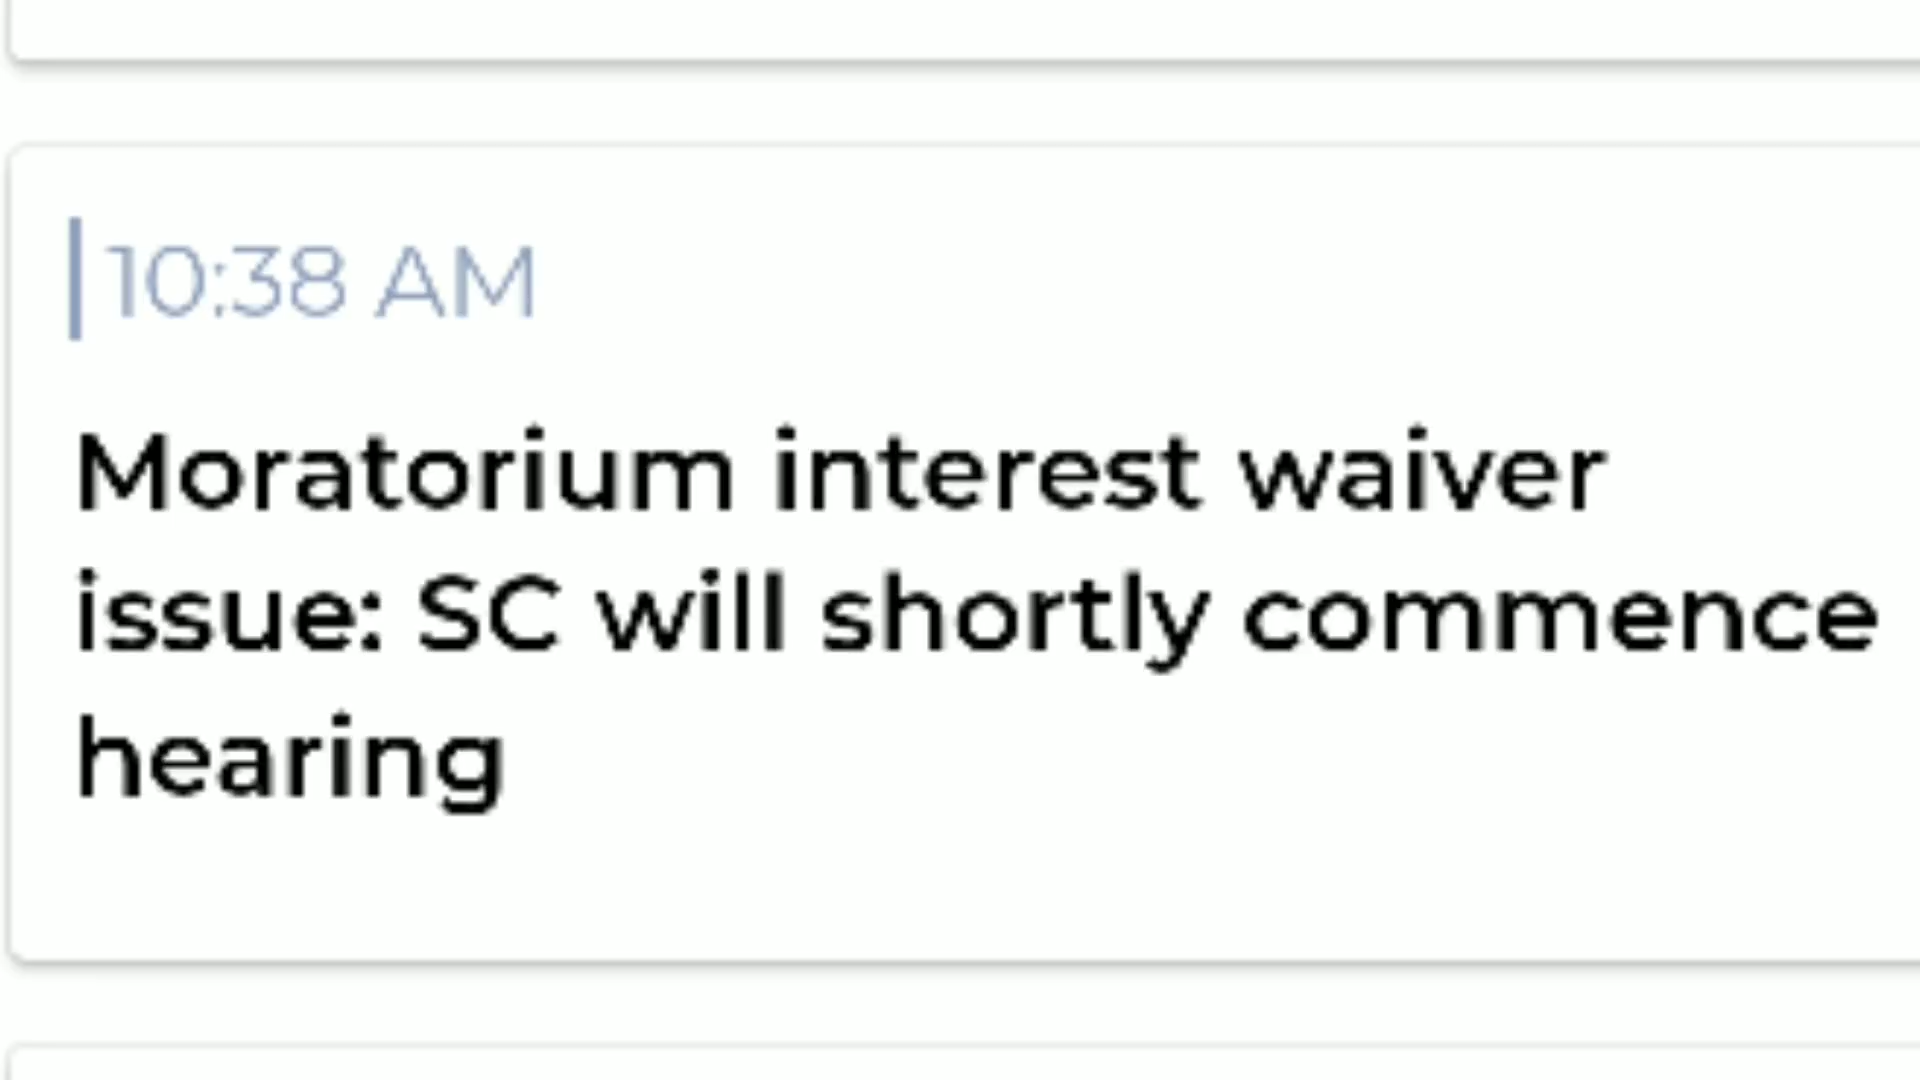 10:38 AM
Moratorium interest waiver
issue: SC will shortly commence
hearing